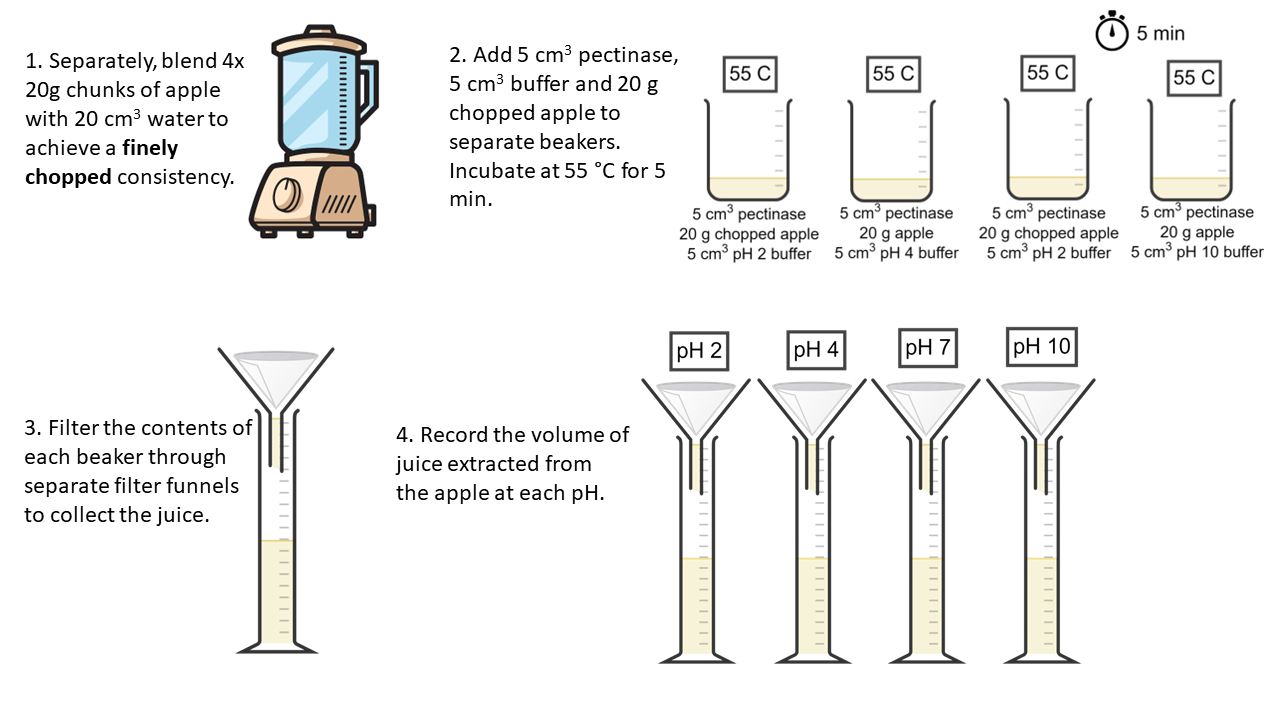 1. Separately, blend 4x
20g chunks of apple
with 20 cm³ water to
achieve a finely
chopped consistency.
2. Add 5 cm³ pectinase,
5 cm³ buffer and 20 g
chopped apple to
separate beakers.
Incubate at 55 °C for 5
min.
5 min
55 C
55 C
55 C
55 C
5 cm³ pectinase
20 g chopped apple
5 cm³ pH 2 buffer
5 cm³ pectinase
20 g apple
5 cm³ pH 4 buffer
5 cm³ pectinase
20 g chopped apple
5 cm³ pH 2 buffer
5 cm³ pectinase
20 g apple
5 cm³ pH 10 buffer
3. Filter the contents of
each beaker through
separate filter funnels
to collect the juice.
4. Record the volume of
juice extracted from
the apple at each pH.
pH 2
pH 4
pH 7
pH 10